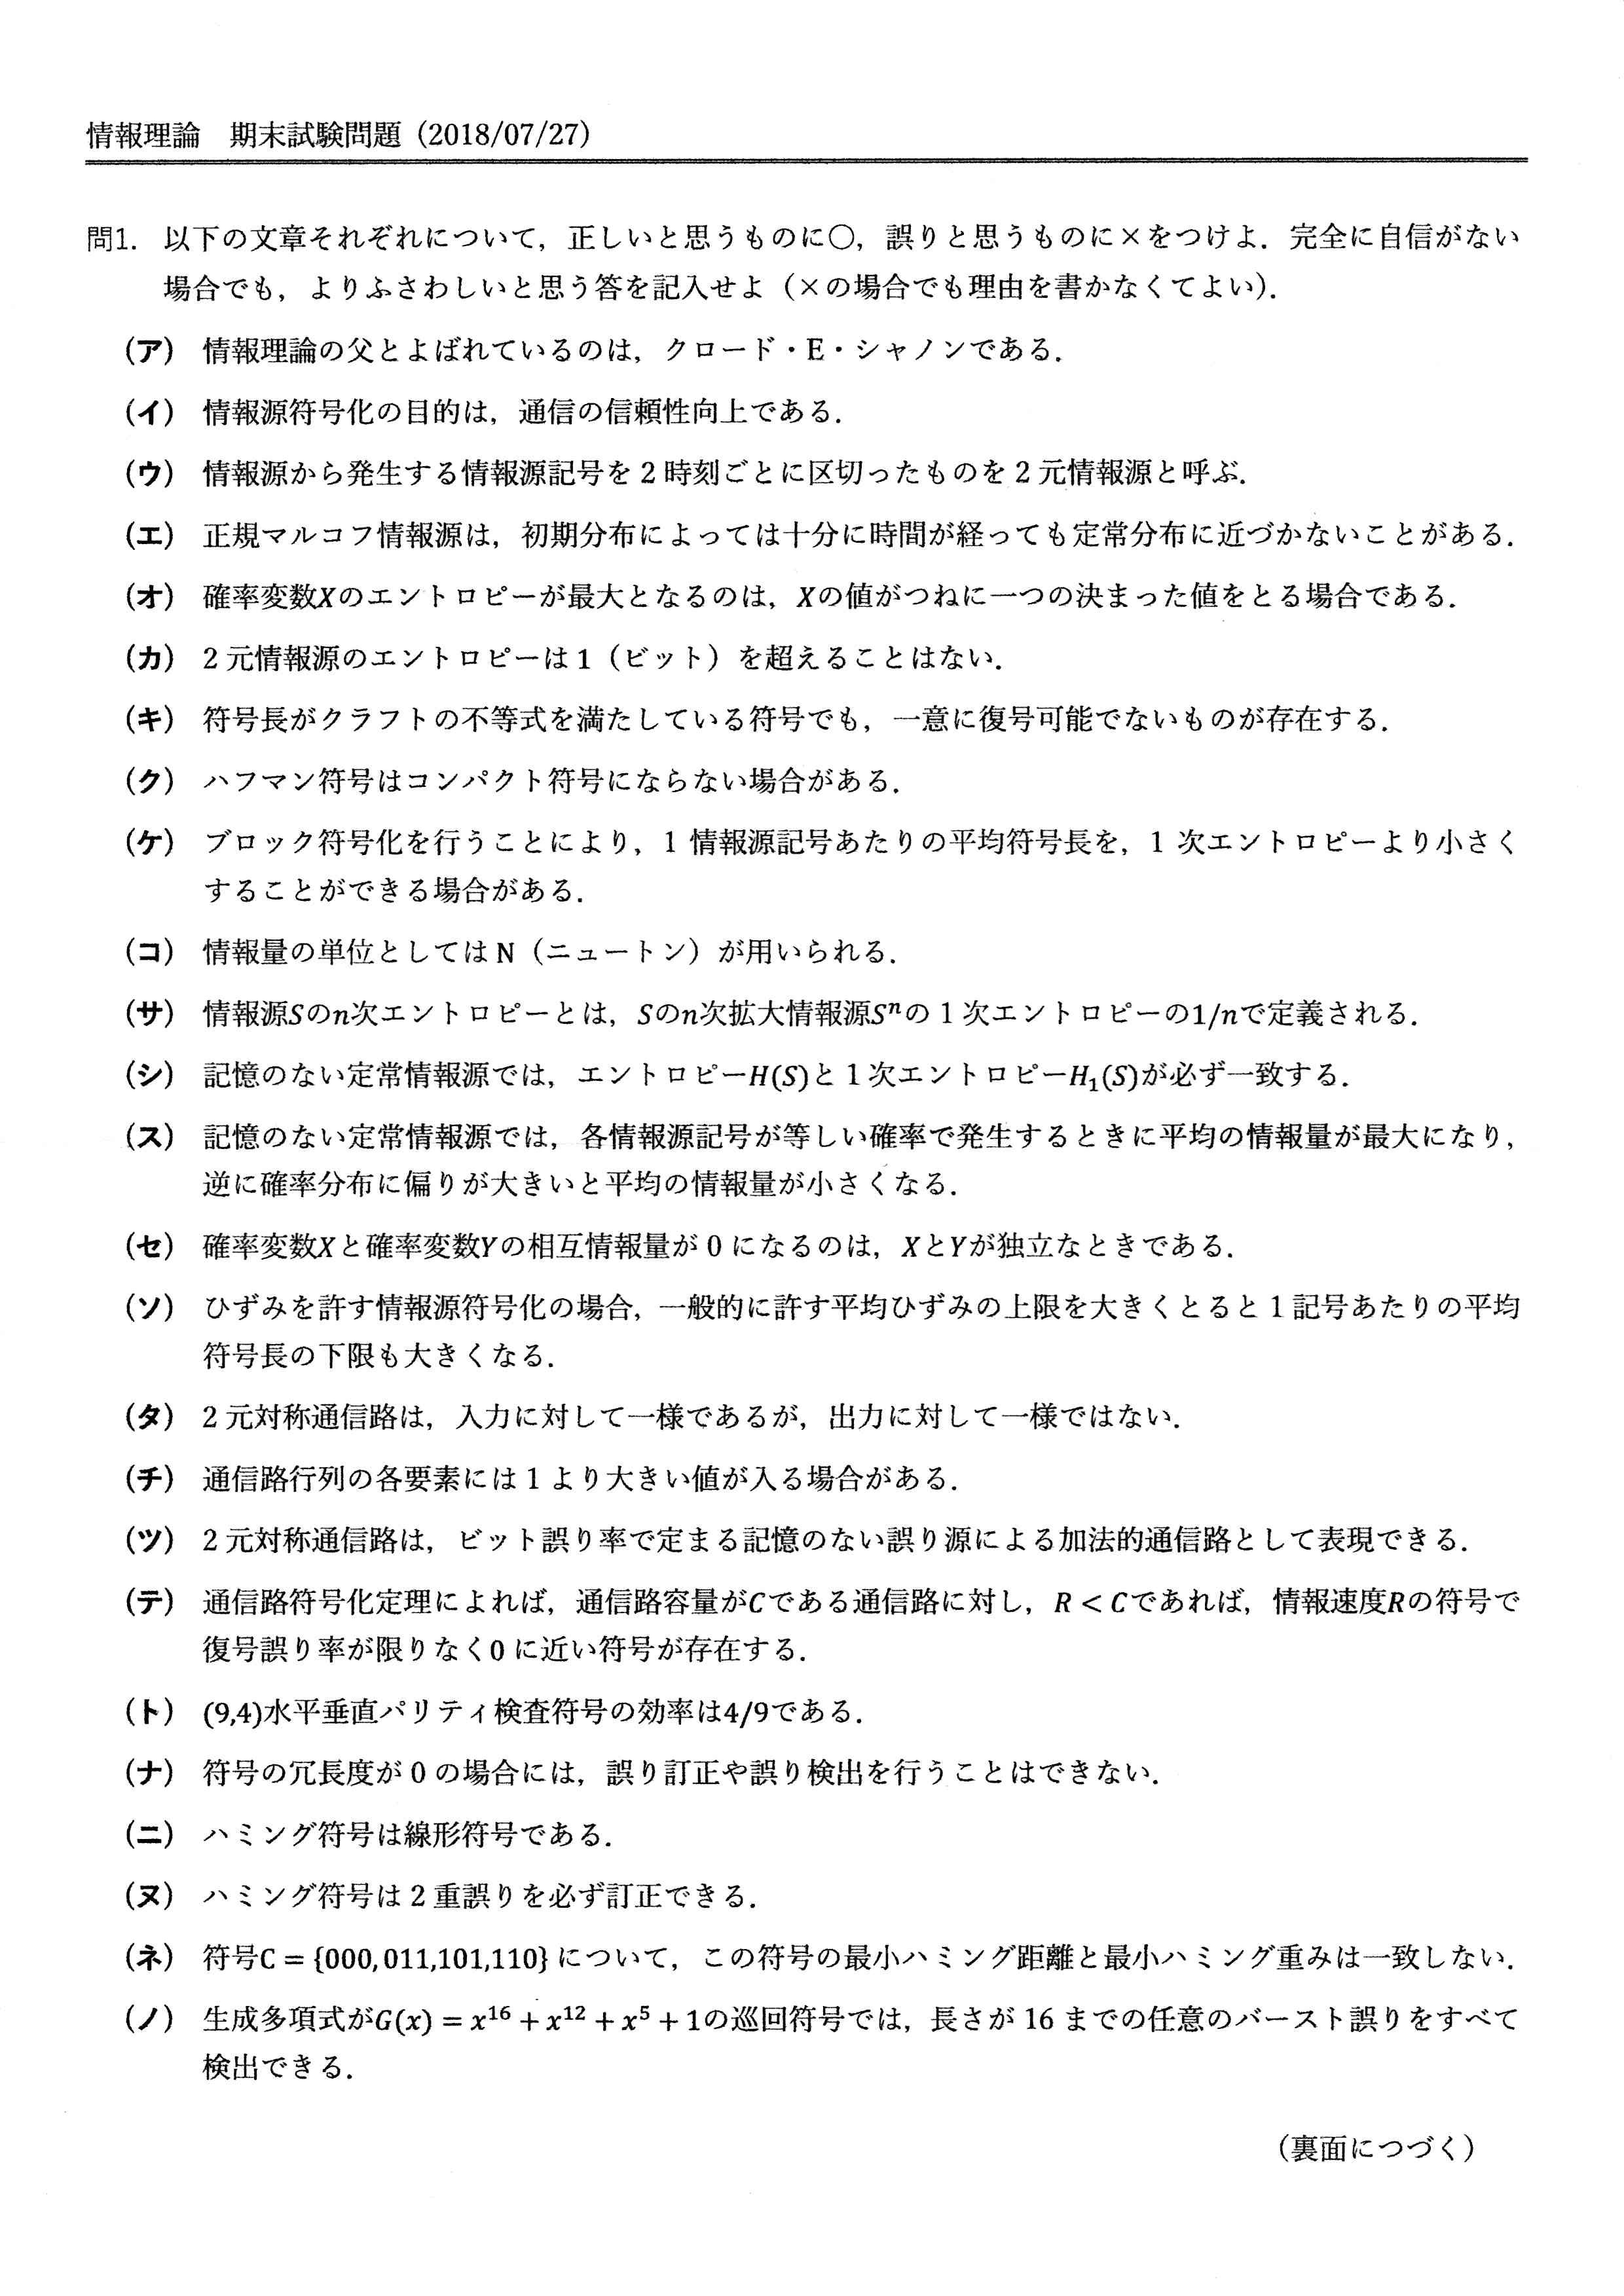 情報理論　期末試験問題（2018/07/27）
問1. 以下の文章それぞれについて，正しいと思うものに○，誤りと思うものに×をつけよ．完全に自信がない
場合でも，よりふさわしいと思う答を記入せよ（×の場合でも理由を書かなくてよい）．
（ア） 情報理論の父とよばれているのは，クロード・E・シャノンである．
（イ） 情報源符号化の目的は，通信の信頼性向上である．
（ウ） 情報源から発生する情報源記号を 2 時刻ごとに区切ったものを 2 元情報源と呼ぶ．
（エ） 正規マルコフ情報源は，初期分布によっては十分に時間が経っても定常分布に近づかないことがある．
（オ） 確率変数Xのエントロピーが最大となるのは，Xの値がつねに一つの決まった値をとる場合である．
（カ） 2 元情報源のエントロピーは 1（ビット）を超えることはない．
（キ） 符号長がクラフトの不等式を満たしている符号でも，一意に復号可能でないものが存在する．
（ク） ハフマン符号はコンパクト符号にならない場合がある．
（ケ） ブロック符号化を行うことにより，1 情報源記号あたりの平均符号長を，1 次エントロピーより小さく
することができる場合がある．
（コ） 情報量の単位としては N（ニュートン）が用いられる．
（サ） 情報源Sのn次エントロピーとは，Sのn次拡大情報源Sⁿの 1 次エントロピーの1/nで定義される．
（シ） 記憶のない定常情報源では，エントロピーH(S)と 1 次エントロピーH₁(S)が必ず一致する．
（ス） 記憶のない定常情報源では，各情報源記号が等しい確率で発生するときに平均の情報量が最大になり，
逆に確率分布に偏りが大きいと平均の情報量が小さくなる．
（セ） 確率変数Xと確率変数Yの相互情報量が 0 になるのは，XとYが独立なときである．
（ソ） ひずみを許す情報源符号化の場合，一般的に許す平均ひずみの上限を大きくとると 1 記号あたりの平均
符号長の下限も大きくなる．
（タ） 2 元対称通信路は，入力に対して一様であるが，出力に対して一様ではない．
（チ） 通信路行列の各要素には 1 より大きい値が入る場合がある．
（ツ） 2 元対称通信路は，ビット誤り率で定まる記憶のない誤り源による加法的通信路として表現できる．
（テ） 通信路符号化定理によれば，通信路容量がCである通信路に対し，R < Cであれば，情報速度Rの符号で
復号誤り率が限りなく0 に近い符号が存在する．
（ト） (9,4)水平垂直パリティ検査符号の効率は4/9である．
（ナ） 符号の冗長度が 0 の場合には，誤り訂正や誤り検出を行うことはできない．
（ニ） ハミング符号は線形符号である．
（ヌ） ハミング符号は 2 重誤りを必ず訂正できる．
（ネ） 符号C = {000, 011,101,110} について，この符号の最小ハミング距離と最小ハミング重みは一致しない．
（ノ） 生成多項式がG(x) = x¹⁶ + x¹² + x⁵ + 1の巡回符号では，長さが 16 までの任意のバースト誤りをすべて
検出できる．
（裏面につづく）